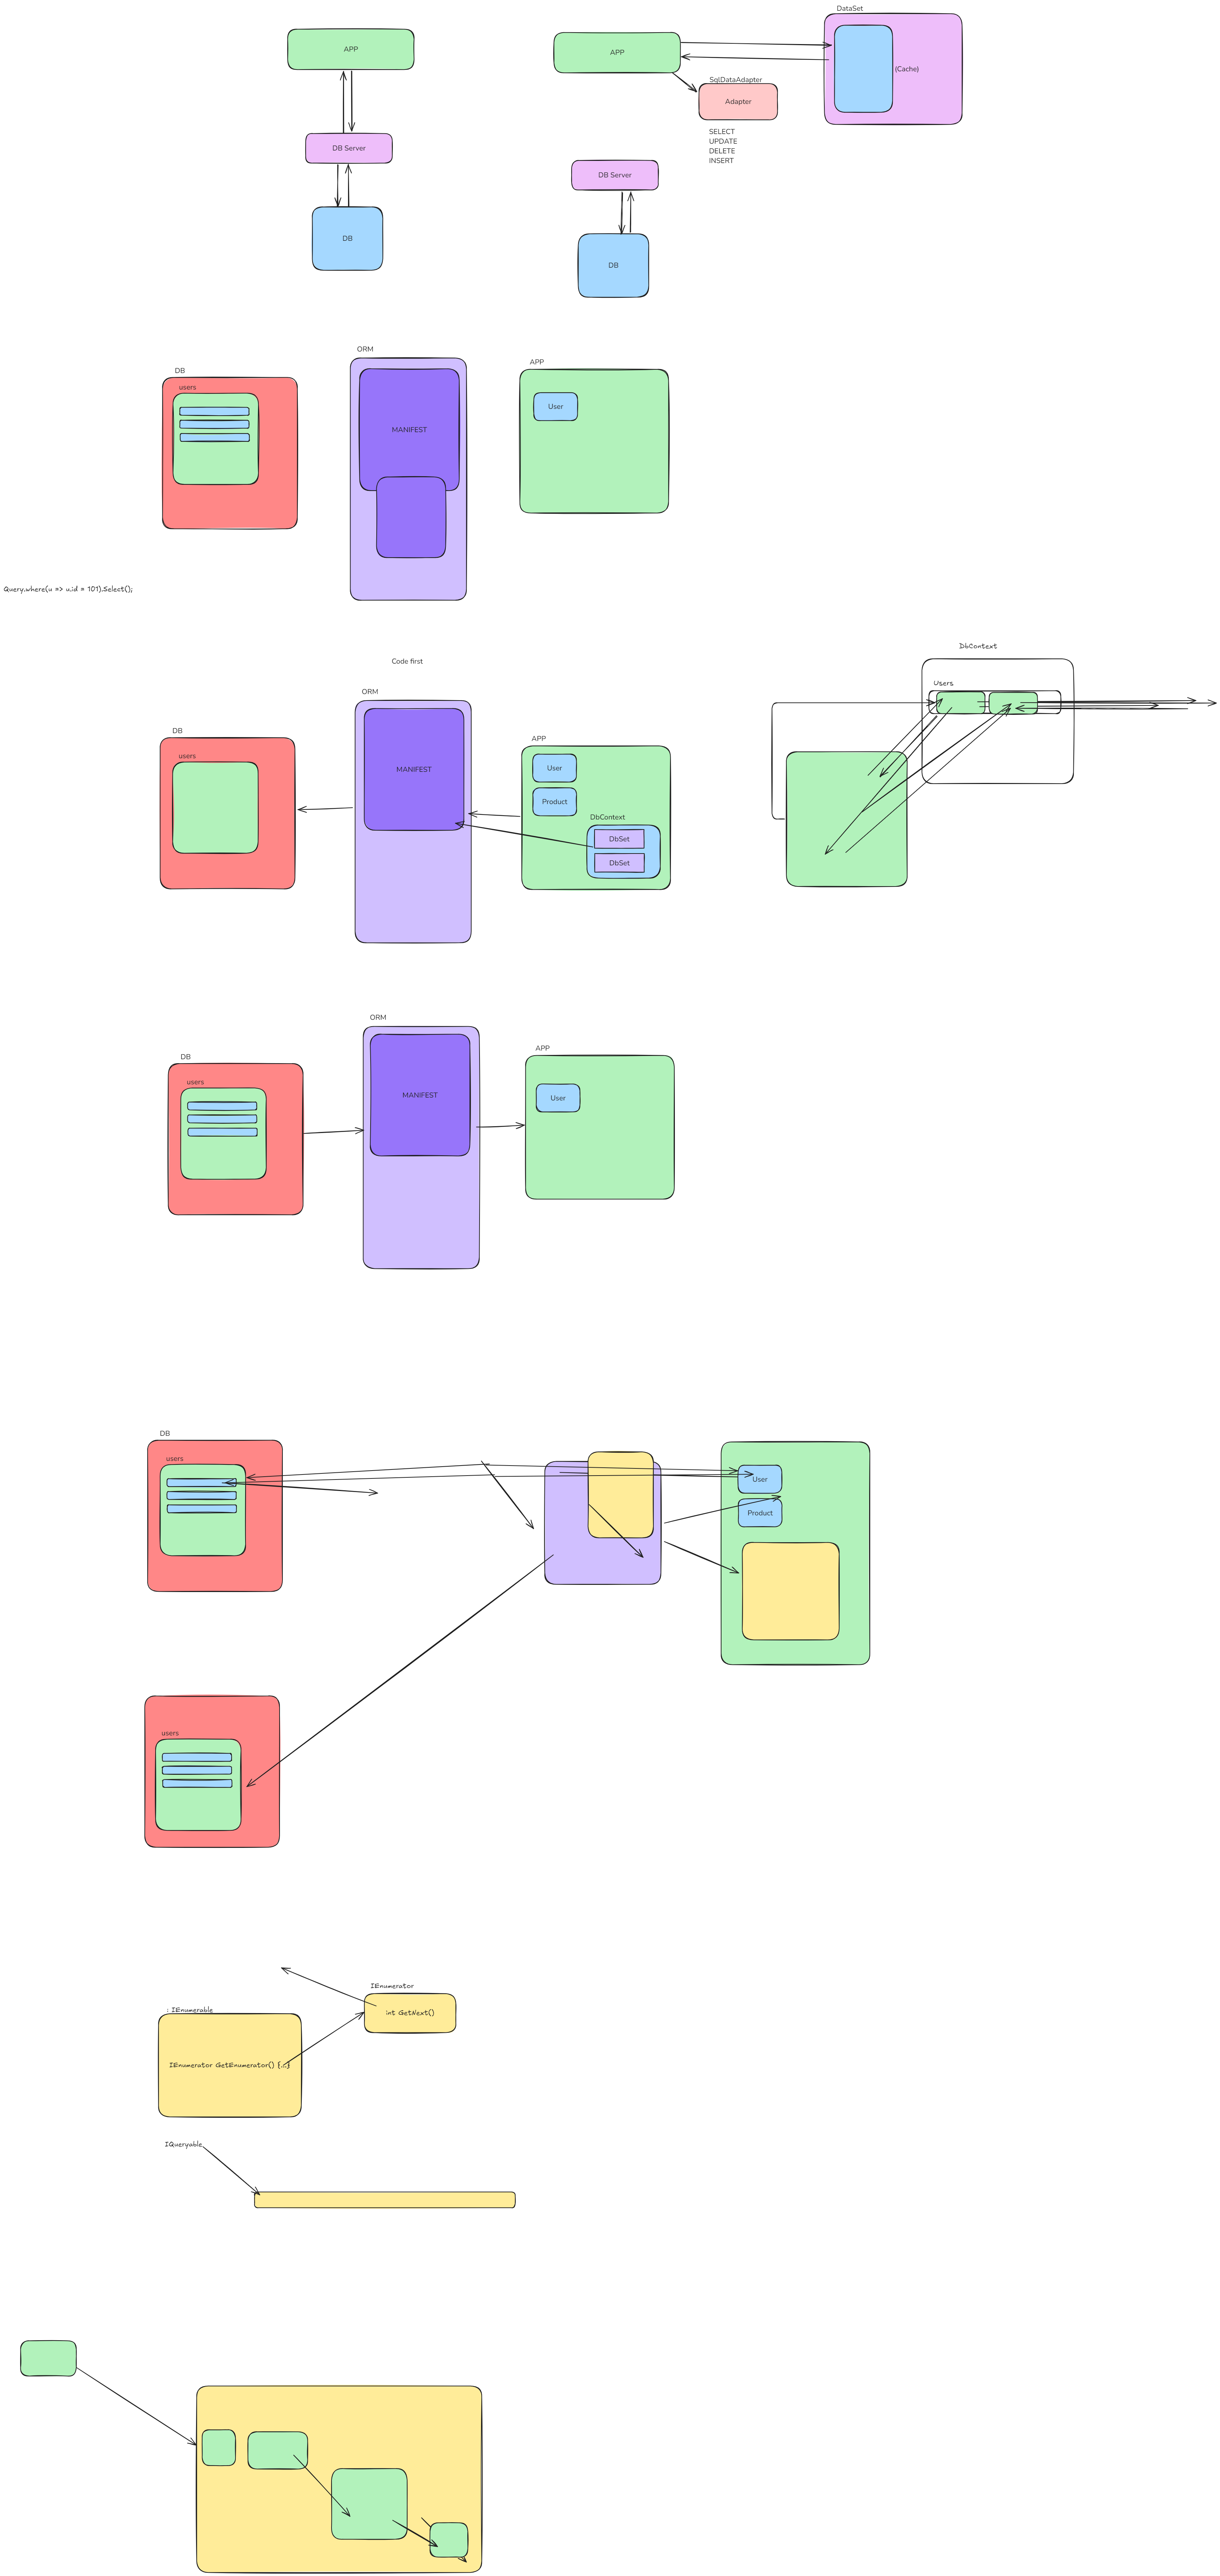 DataSet
APP
APP
(Cache)
SqlDataAdapter
Adapter
SELECT
UPDATE
DELETE
INSERT
DB Server
DB Server
DB
DB
ORM
APP
DB
users
User
MANIFEST
Query.where(u => u.id = 101).Select();
DbContext
Code first
Users
ORM
DB
APP
users
User
MANIFEST
Product
DbContext
DbSet
DbSet
ORM
APP
DB
users
MANIFEST
User
DB
users
User
Product
users
IEnumerator
: IEnumerable
int GetNext()
IEnumerator GetEnumerator() {...}
IQueryable